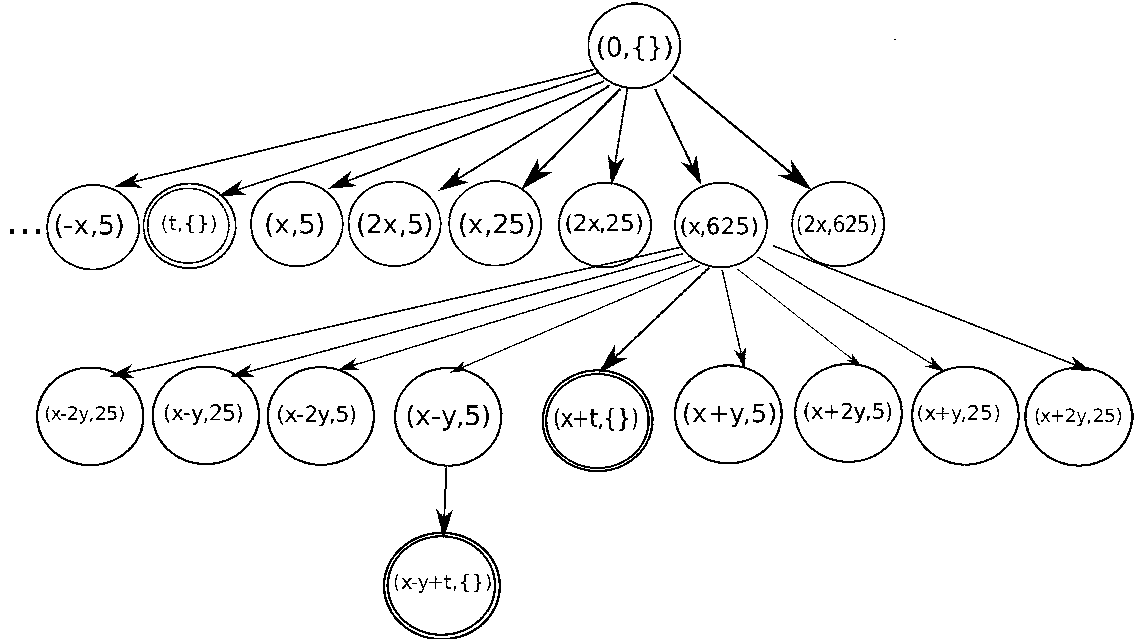 (0,{})
...(-x,5) (t,{}) (x,5) (2x,5) (x,25) (2x,25) (x,625) (2x,625)
(x-2y,25) (x-y,25) (x-2y,5) (x-y,5) (x+t,{}) (x+y,5) (x+2y,5) (x+y,25) (x+2y,25)
(x-y+t,{})